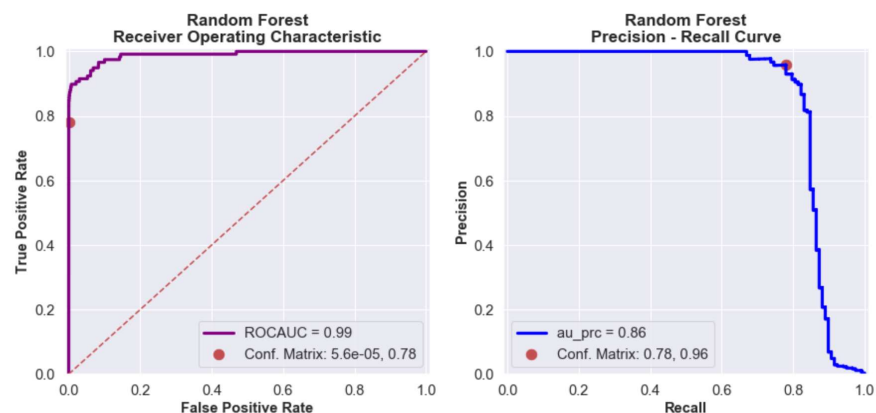 Random Forest
Receiver Operating Characteristic
True Positive Rate
1.0
0.8
0.6
0.4
0.2
0.0
ROCAUC = 0.99
Conf. Matrix: 5.6e-05, 0.78
0.0 0.2 0.4 0.6 0.8 1.0
False Positive Rate
Random Forest
Precision - Recall Curve
Precision
1.0
0.8
0.6
0.4
0.2
0.0
au_prc = 0.86
Conf. Matrix: 0.78, 0.96
0.0 0.2 0.4 0.6 0.8 1.0
Recall